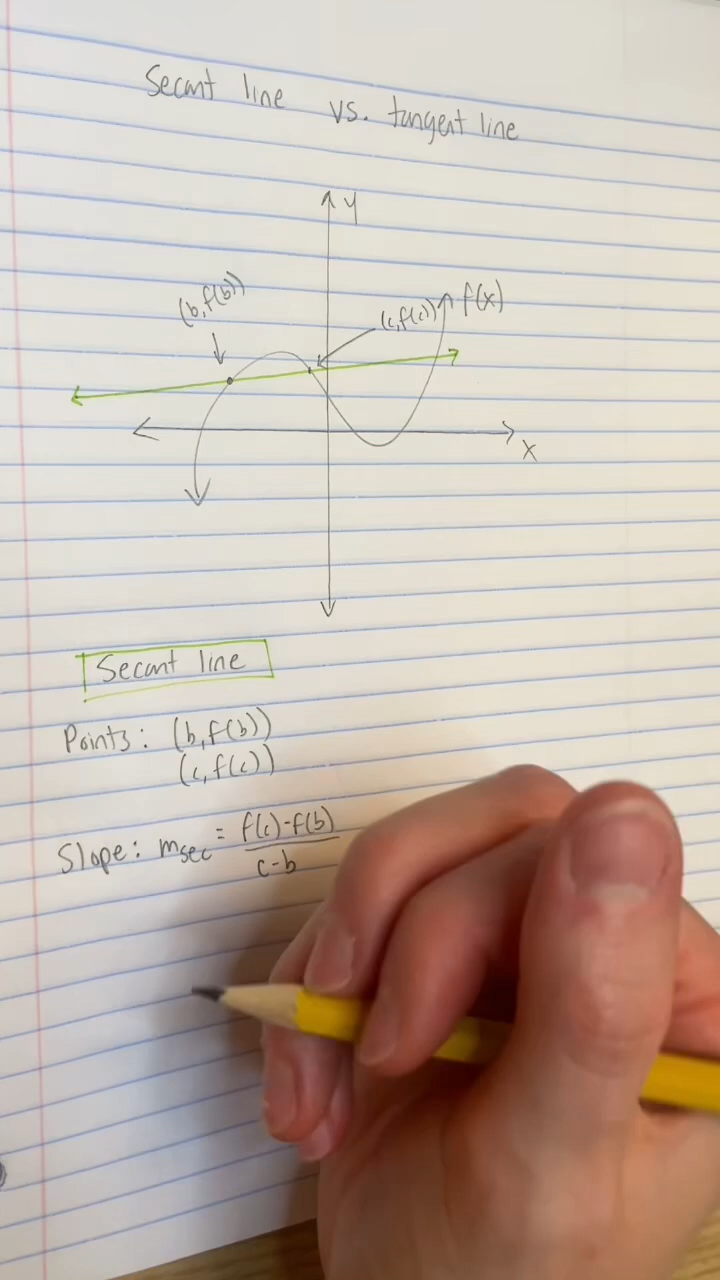 Secant line vs. tangent line
y
(b,f(b))
(c,f(c)) f(x)
x
Secant line
Points: (b,f(b))
(c,f(c))
Slope: msec = f(c)-f(b)
c-b